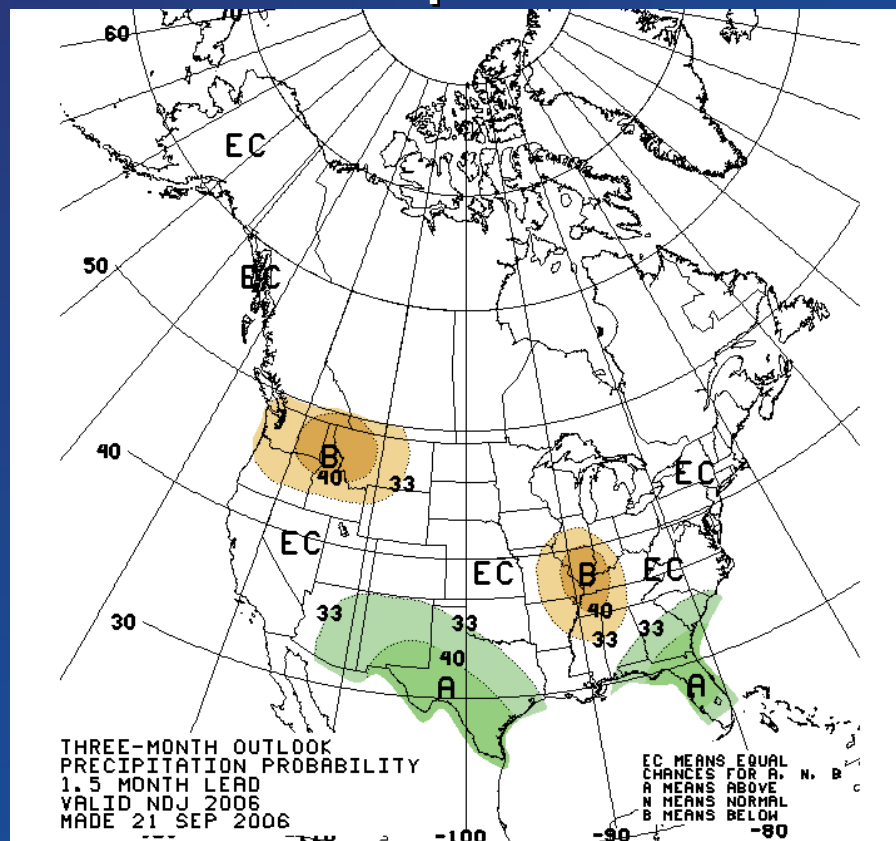 70
60
EC
50
EC
40
B
40
33
EC
EC
EC
B
EC
40
33
30
33
33
33
40
A
A
THREE-MONTH OUTLOOK
PRECIPITATION PROBABILITY
1.5 MONTH LEAD
VALID NDJ 2006
MADE 21 SEP 2006
EC MEANS EQUAL
CHANCES FOR A, N, B
A MEANS ABOVE
N MEANS NORMAL
B MEANS BELOW
-100
-90
-80